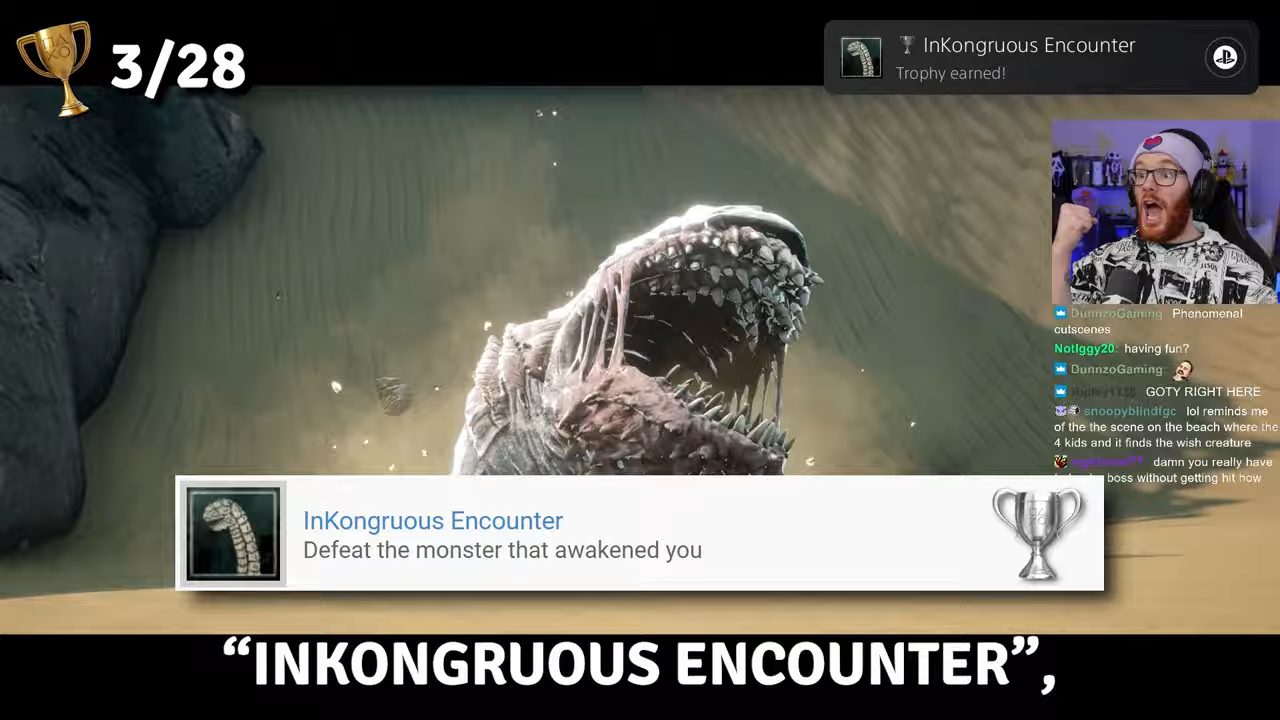 3/28
InKongruous Encounter
Trophy earned!
DunnzoGaming Phenomenal
cutscenes
NotIggy20: having fun?
DunnzoGaming:
GOTY RIGHT HERE
snoopyblindfgc lol reminds me
of the the scene on the beach where the
4 kids and it finds the wish creature
damn you really have
boss without getting hit how
InKongruous Encounter
Defeat the monster that awakened you
“INKONGRUOUS ENCOUNTER”,